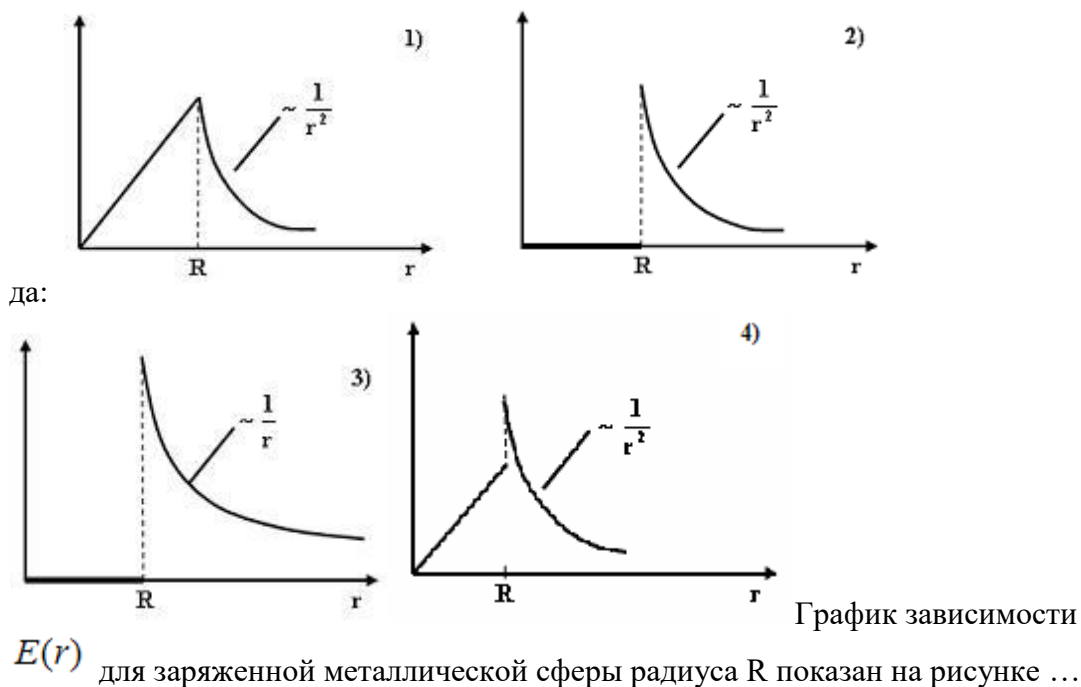 1)
~ 1/r²
R r
2)
~ 1/r²
R r
да:
3)
~ 1/r
R r
4)
~ 1/r²
R r
График зависимости
E(r) для заряженной металлической сферы радиуса R показан на рисунке …